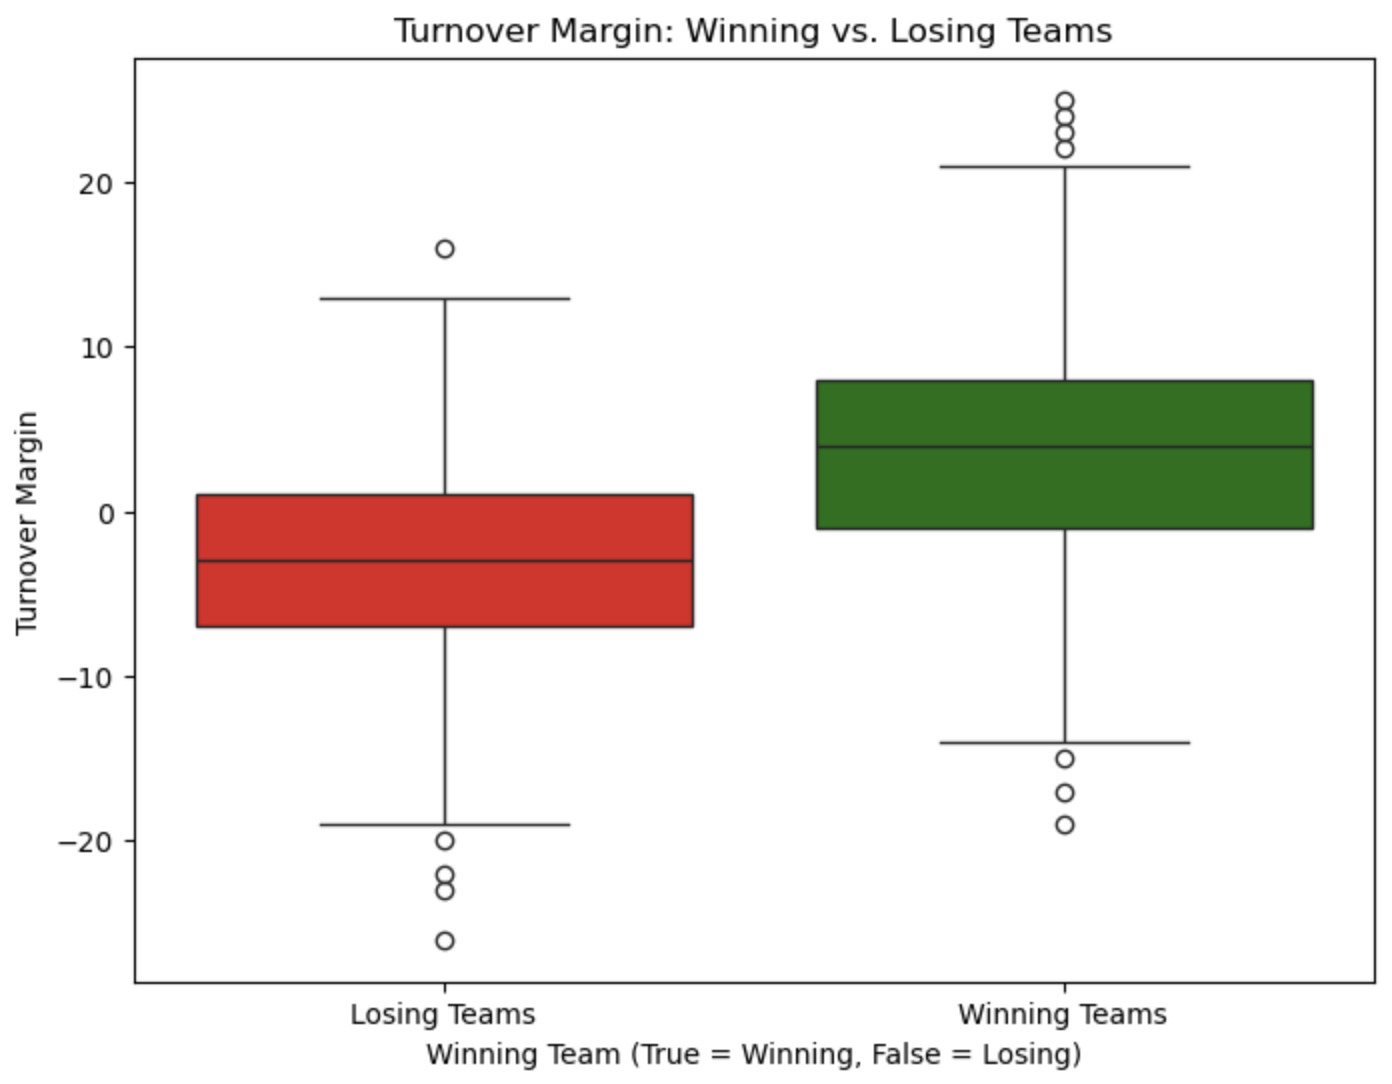 Turnover Margin: Winning vs. Losing Teams
Turnover Margin
20
10
0
−10
−20
Losing Teams
Winning Teams
Winning Team (True = Winning, False = Losing)